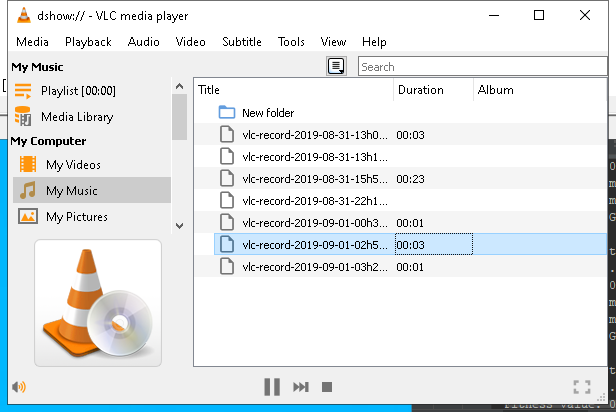 dshow:// - VLC media player
Media Playback Audio Video Subtitle Tools View Help
My Music
Search
Playlist [00:00]
Media Library
My Computer
My Videos
My Music
My Pictures
Title Duration Album
New folder
vlc-record-2019-08-31-13h0... 00:03
vlc-record-2019-08-31-13h1...
vlc-record-2019-08-31-15h5... 00:23
vlc-record-2019-08-31-22h1...
vlc-record-2019-09-01-00h3... 00:01
vlc-record-2019-09-01-02h5... 00:03
vlc-record-2019-09-01-03h2... 00:01